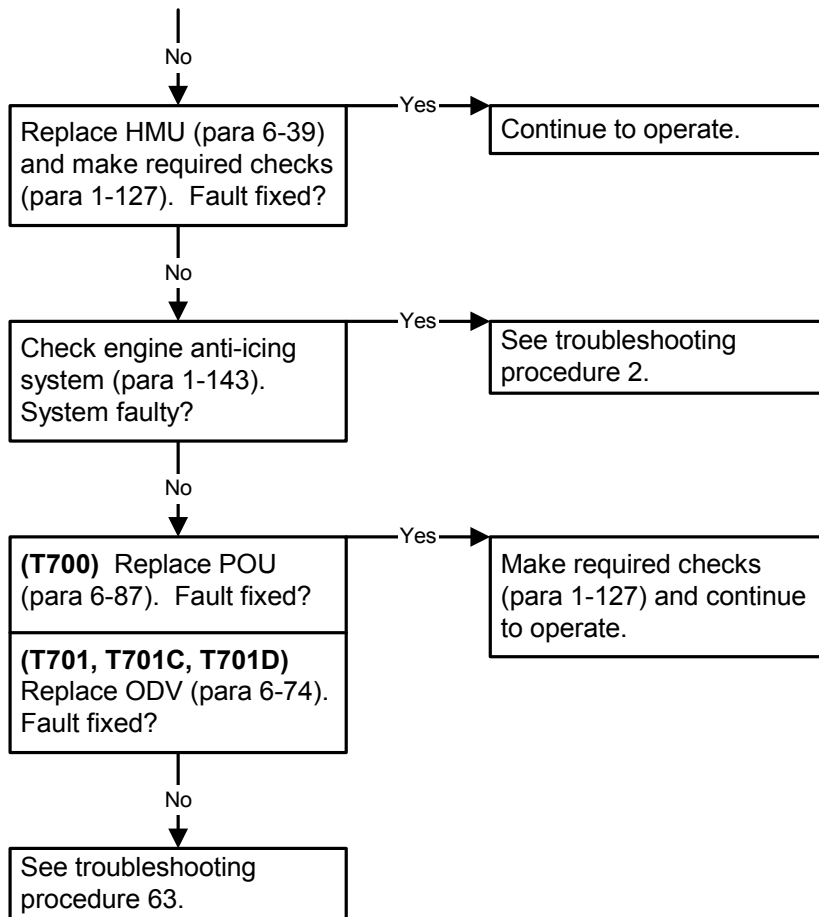 No
Replace HMU (para 6-39)
and make required checks
(para 1-127).  Fault fixed?
Yes
Continue to operate.
No
Check engine anti-icing
system (para 1-143).
System faulty?
Yes
See troubleshooting
procedure 2.
No
(T700)  Replace POU
(para 6-87).  Fault fixed?
(T701, T701C, T701D)
Replace ODV (para 6-74).
Fault fixed?
Yes
Make required checks
(para 1-127) and continue
to operate.
No
See troubleshooting
procedure 63.